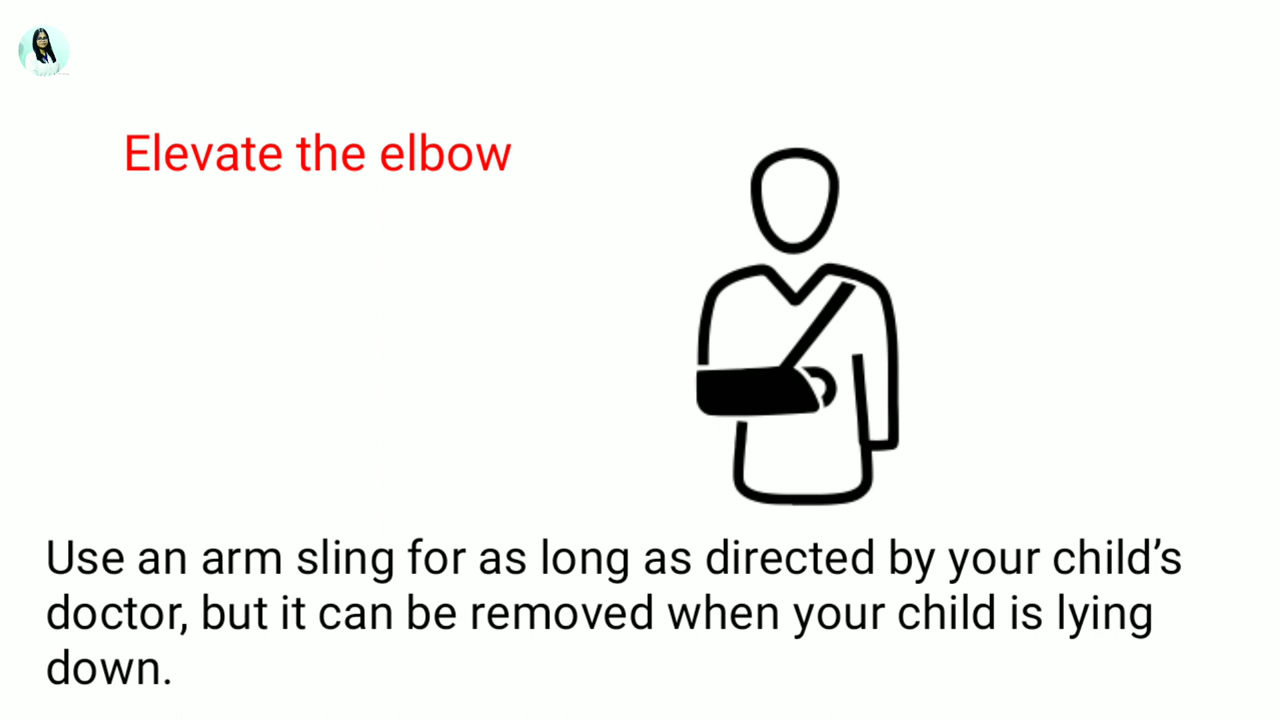 Elevate the elbow
Use an arm sling for as long as directed by your child’s
doctor, but it can be removed when your child is lying
down.